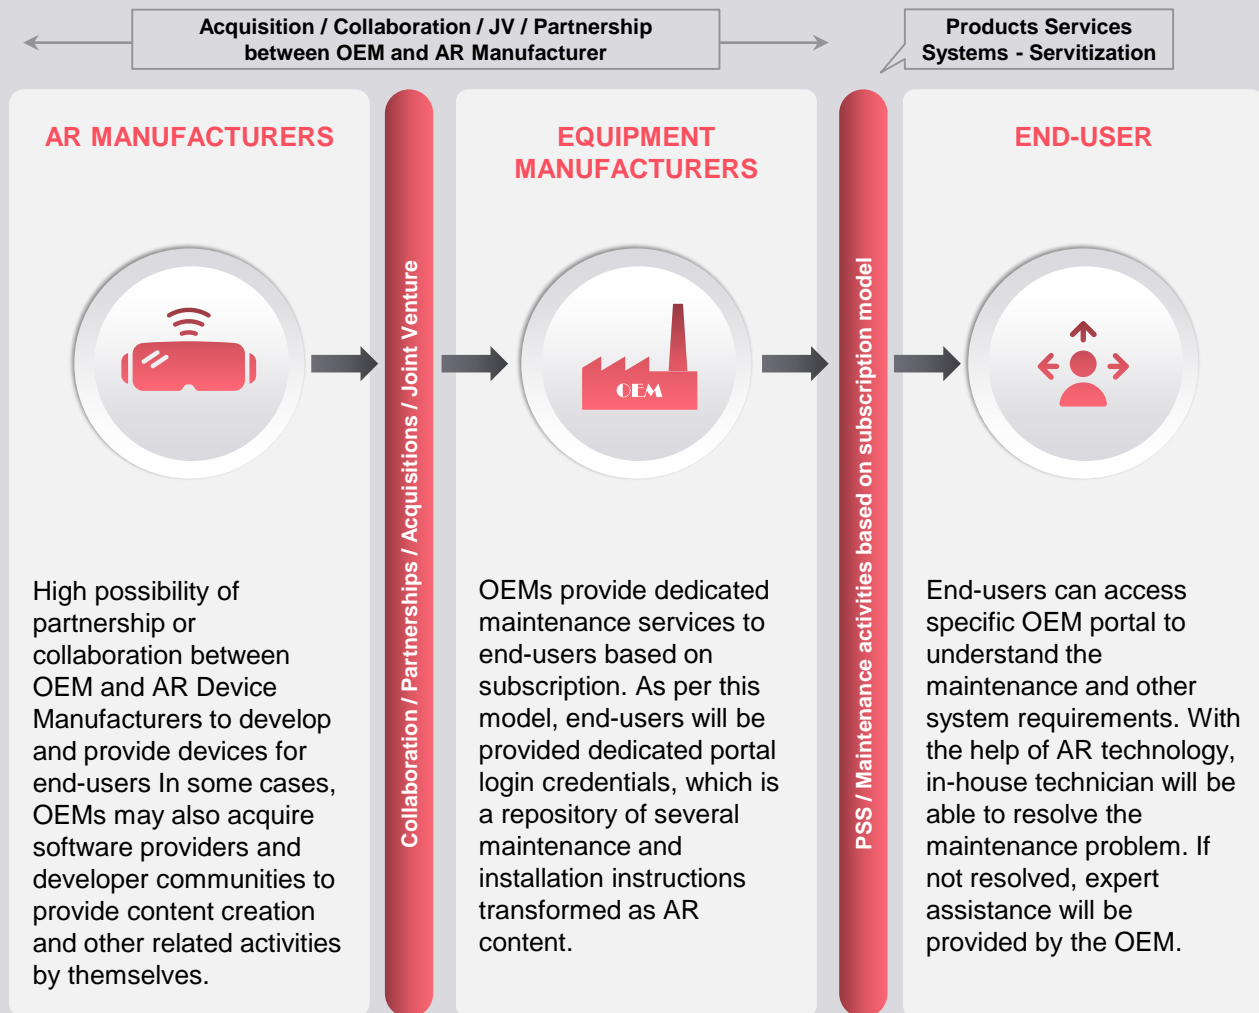 Acquisition / Collaboration / JV / Partnership
between OEM and AR Manufacturer
Products Services
Systems - Servitization
AR MANUFACTURERS
High possibility of
partnership or
collaboration between
OEM and AR Device
Manufacturers to develop
and provide devices for
end-users In some cases,
OEMs may also acquire
software providers and
developer communities to
provide content creation
and other related activities
by themselves.
Collaboration / Partnerships / Acquisitions / Joint Venture
EQUIPMENT
MANUFACTURERS
OEM
OEMs provide dedicated
maintenance services to
end-users based on
subscription. As per this
model, end-users will be
provided dedicated portal
login credentials, which is
a repository of several
maintenance and
installation instructions
transformed as AR
content.
PSS / Maintenance activities based on subscription model
END-USER
End-users can access
specific OEM portal to
understand the
maintenance and other
system requirements. With
the help of AR technology,
in-house technician will be
able to resolve the
maintenance problem. If
not resolved, expert
assistance will be
provided by the OEM.